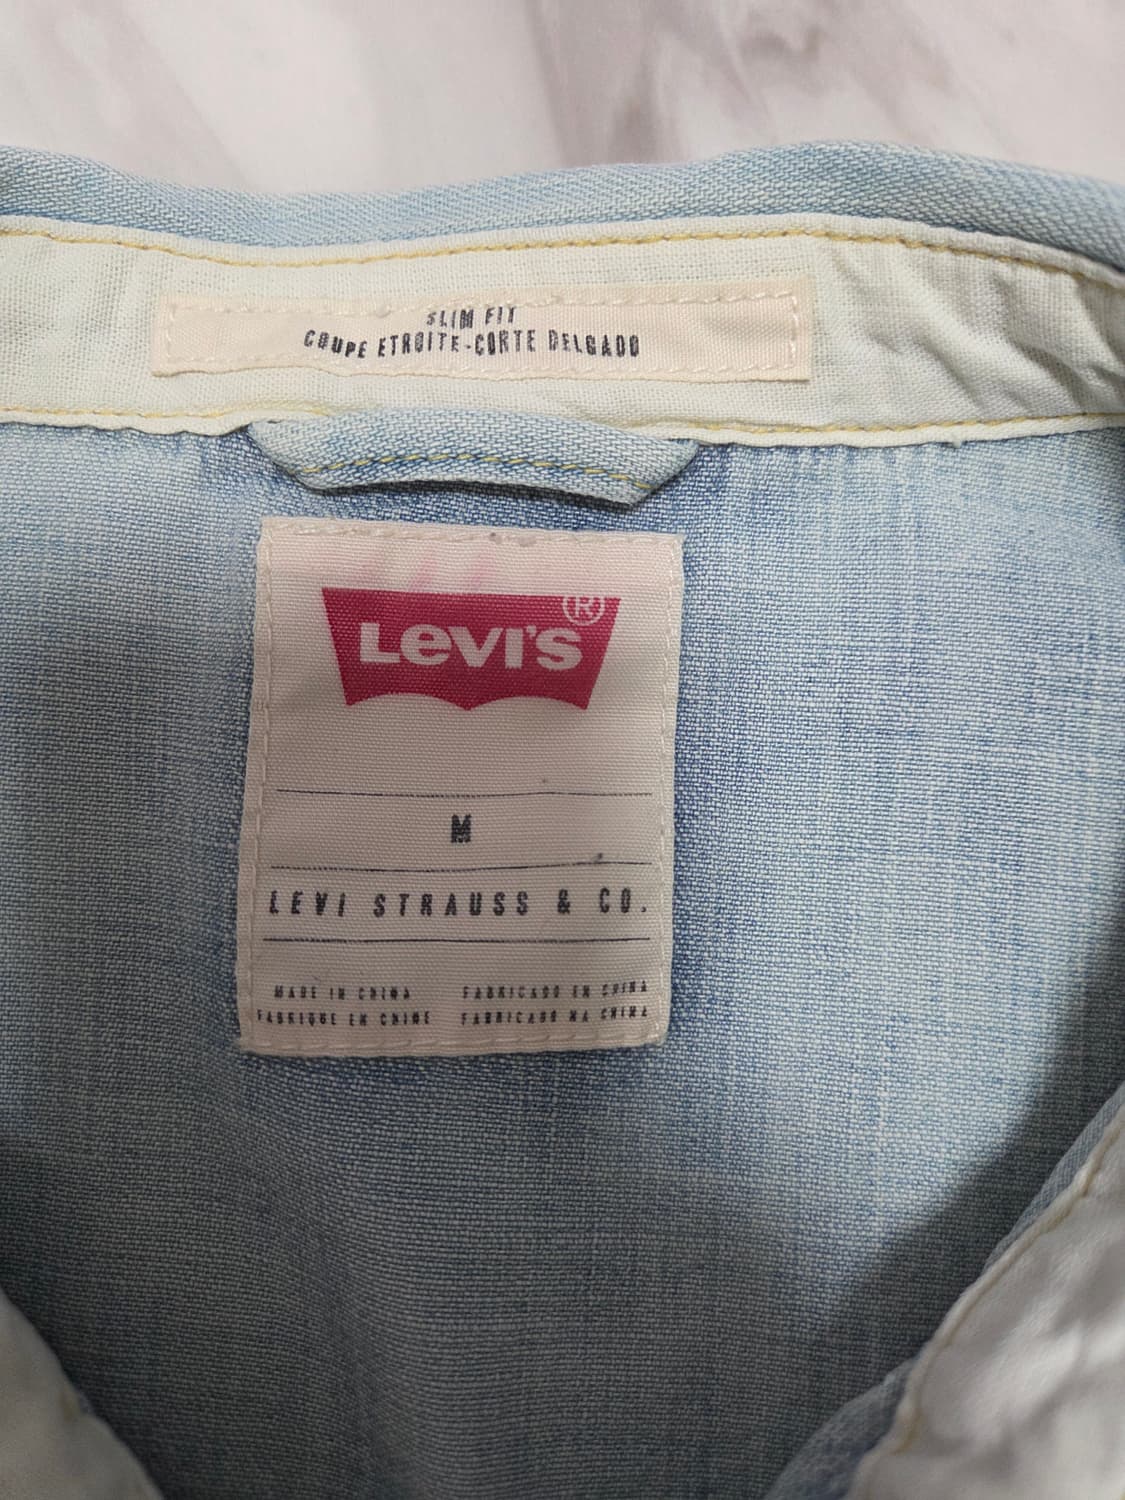 SLIM FIT
COUPE ETROITE-CORTE DELGADO
LEVI'S®
M
LEVI STRAUSS & CO.
MADE IN CHINA FABRICADO EN CHINA
FABRIQUE EN CHINE FABRICADO NA CHINA